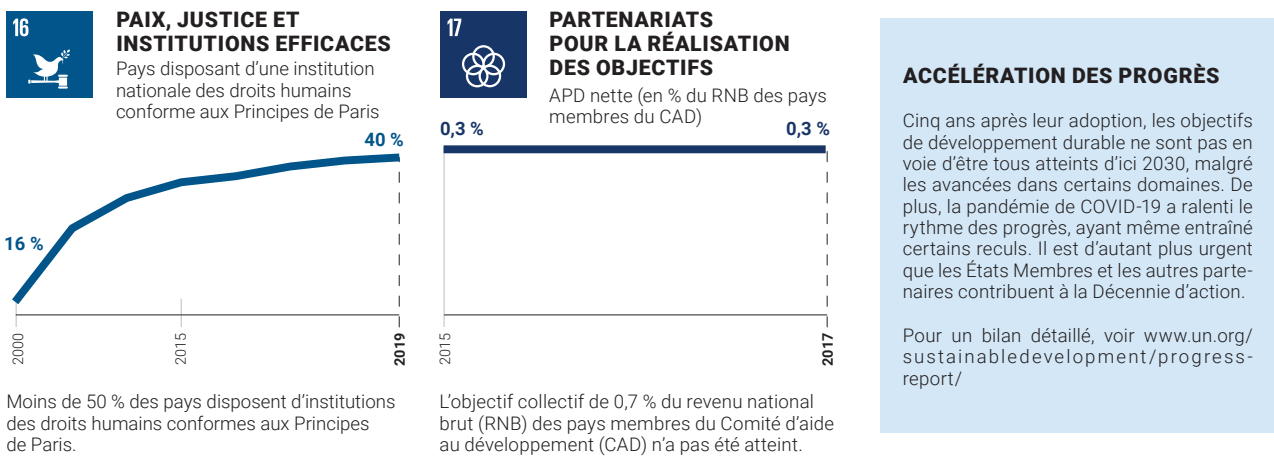 16
PAIX, JUSTICE ET
INSTITUTIONS EFFICACES
Pays disposant d'une institution
nationale des droits humains
conforme aux Principes de Paris
40 %
16 %
2000
2015
2019
Moins de 50 % des pays disposent d'institutions
des droits humains conformes aux Principes
de Paris.
17
PARTENARIATS
POUR LA RÉALISATION
DES OBJECTIFS
APD nette (en % du RNB des pays
membres du CAD)
0,3 %
0,3 %
2015
2017
L'objectif collectif de 0,7 % du revenu national
brut (RNB) des pays membres du Comité d'aide
au développement (CAD) n'a pas été atteint.
ACCÉLÉRATION DES PROGRÈS
Cinq ans après leur adoption, les objectifs
de développement durable ne sont pas en
voie d'être tous atteints d'ici 2030, malgré
les avancées dans certains domaines. De
plus, la pandémie de COVID-19 a ralenti le
rythme des progrès, ayant même entraîné
certains reculs. Il est d'autant plus urgent
que les États Membres et les autres parte-
naires contribuent à la Décennie d'action.
Pour un bilan détaillé, voir www.un.org/
sustainabledevelopment/progress-
report/